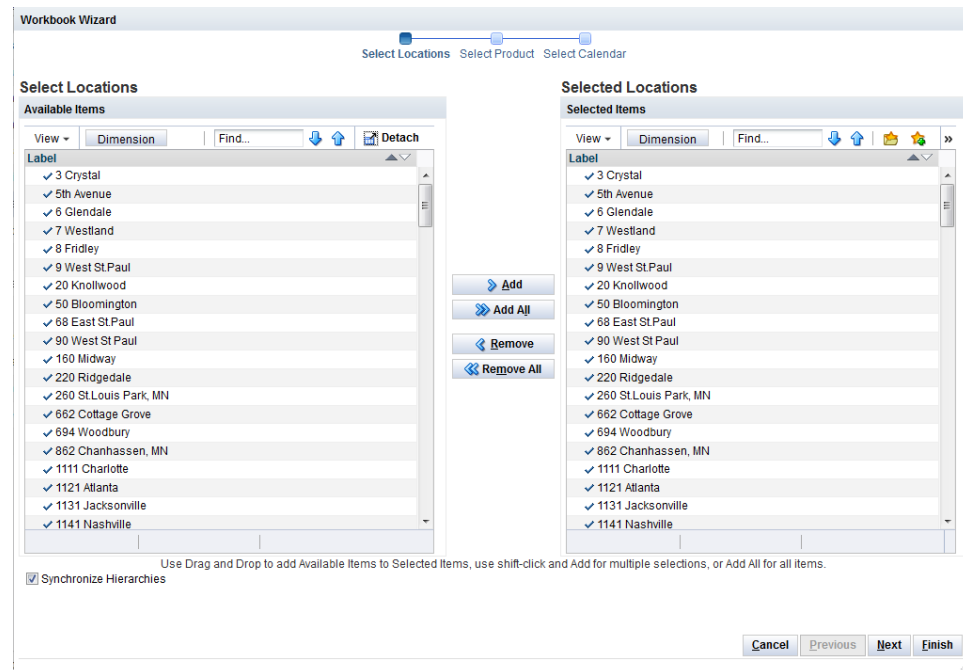 Workbook Wizard
Select Locations Select Product Select Calendar
Select Locations
Available Items
View Dimension Find... Detach
Label
3 Crystal
5th Avenue
6 Glendale
7 Westland
8 Fridley
9 West St.Paul
20 Knollwood
50 Bloomington
68 East St.Paul
90 West St Paul
160 Midway
220 Ridgedale
260 St.Louis Park, MN
662 Cottage Grove
694 Woodbury
862 Chanhassen, MN
1111 Charlotte
1121 Atlanta
1131 Jacksonville
1141 Nashville
Add
Add All
Remove
Remove All
Selected Locations
Selected Items
View Dimension Find... »
Label
3 Crystal
5th Avenue
6 Glendale
7 Westland
8 Fridley
9 West St.Paul
20 Knollwood
50 Bloomington
68 East St.Paul
90 West St Paul
160 Midway
220 Ridgedale
260 St.Louis Park, MN
662 Cottage Grove
694 Woodbury
862 Chanhassen, MN
1111 Charlotte
1121 Atlanta
1131 Jacksonville
1141 Nashville
Use Drag and Drop to add Available Items to Selected Items, use shift-click and Add for multiple selections, or Add All for all items.
Synchronize Hierarchies
Cancel Previous Next Finish